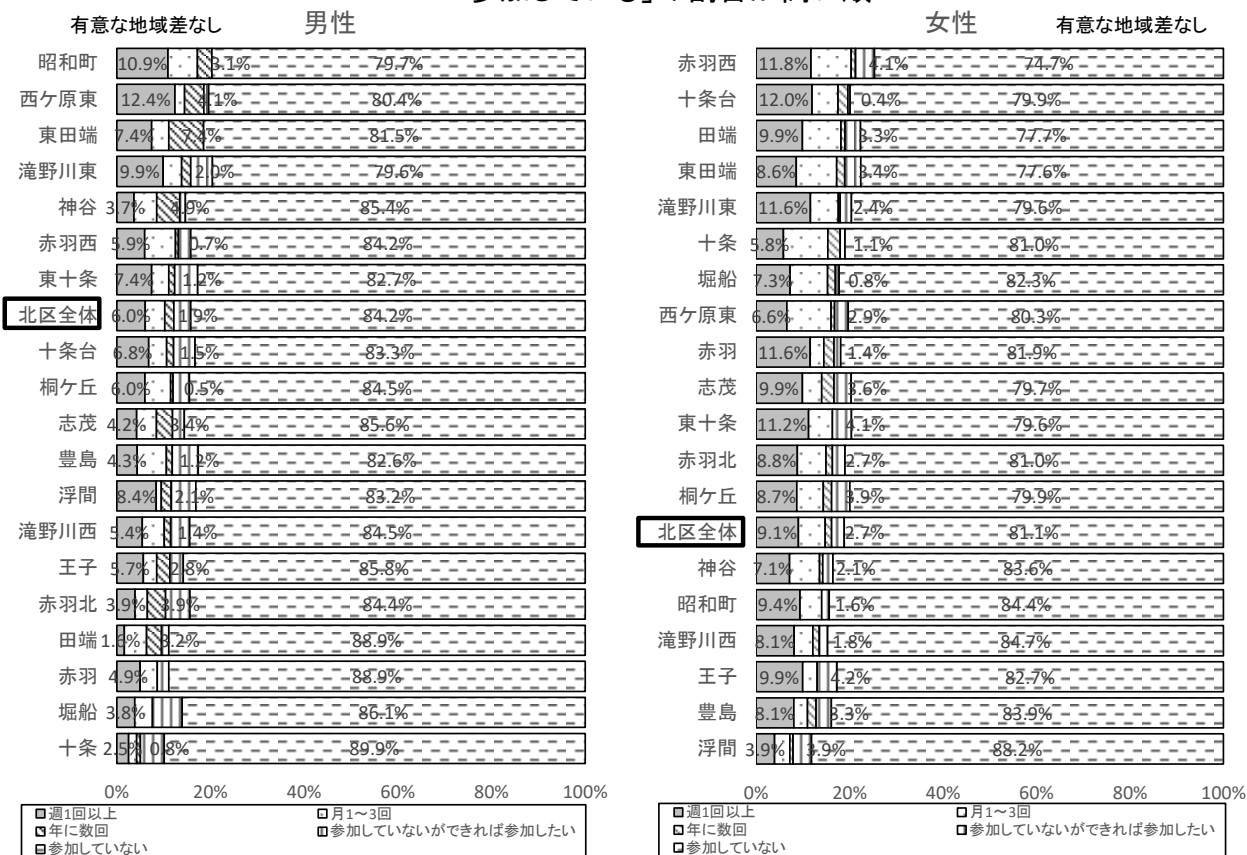 有意な地域差なし 男性
昭和町 10.9% 3.1% 79.7%
西ケ原東 12.4% 4.1% 80.4%
東田端 7.4% 7.4% 81.5%
滝野川東 9.9% 2.0% 79.6%
神谷 3.7% 4.9% 85.4%
赤羽西 5.9% 0.7% 84.2%
東十条 7.4% 1.2% 82.7%
北区全体 6.0% 1.9% 84.2%
十条台 6.8% 1.5% 83.3%
桐ケ丘 6.0% 0.5% 84.5%
志茂 4.2% 3.4% 85.6%
豊島 4.3% 1.2% 82.6%
浮間 8.4% 2.1% 83.2%
滝野川西 5.4% 1.4% 84.5%
王子 5.7% 2.8% 85.8%
赤羽北 3.9% 3.9% 84.4%
田端 1.6% 3.2% 88.9%
赤羽 4.9% 88.9%
堀船 3.8% 86.1%
十条 2.5% 0.8% 89.9%
0% 20% 40% 60% 80% 100%
週1回以上 月1～3回
年に数回 参加していないができれば参加したい
参加していない
女性 有意な地域差なし
赤羽西 11.8% 4.1% 74.7%
十条台 12.0% 0.4% 79.9%
田端 9.9% 3.3% 77.7%
東田端 8.6% 3.4% 77.6%
滝野川東 11.6% 2.4% 79.6%
十条 5.8% 1.1% 81.0%
堀船 7.3% 0.8% 82.3%
西ケ原東 6.6% 2.9% 80.3%
赤羽 11.6% 1.4% 81.9%
志茂 9.9% 3.6% 79.7%
東十条 11.2% 4.1% 79.6%
赤羽北 8.8% 2.7% 81.0%
桐ケ丘 8.7% 3.9% 79.9%
北区全体 9.1% 2.7% 81.1%
神谷 7.1% 2.1% 83.6%
昭和町 9.4% 1.6% 84.4%
滝野川西 8.1% 1.8% 84.7%
王子 9.9% 4.2% 82.7%
豊島 8.1% 3.3% 83.9%
浮間 3.9% 3.9% 88.2%
0% 20% 40% 60% 80% 100%
週1回以上 月1～3回
年に数回 参加していないができれば参加したい
参加していない